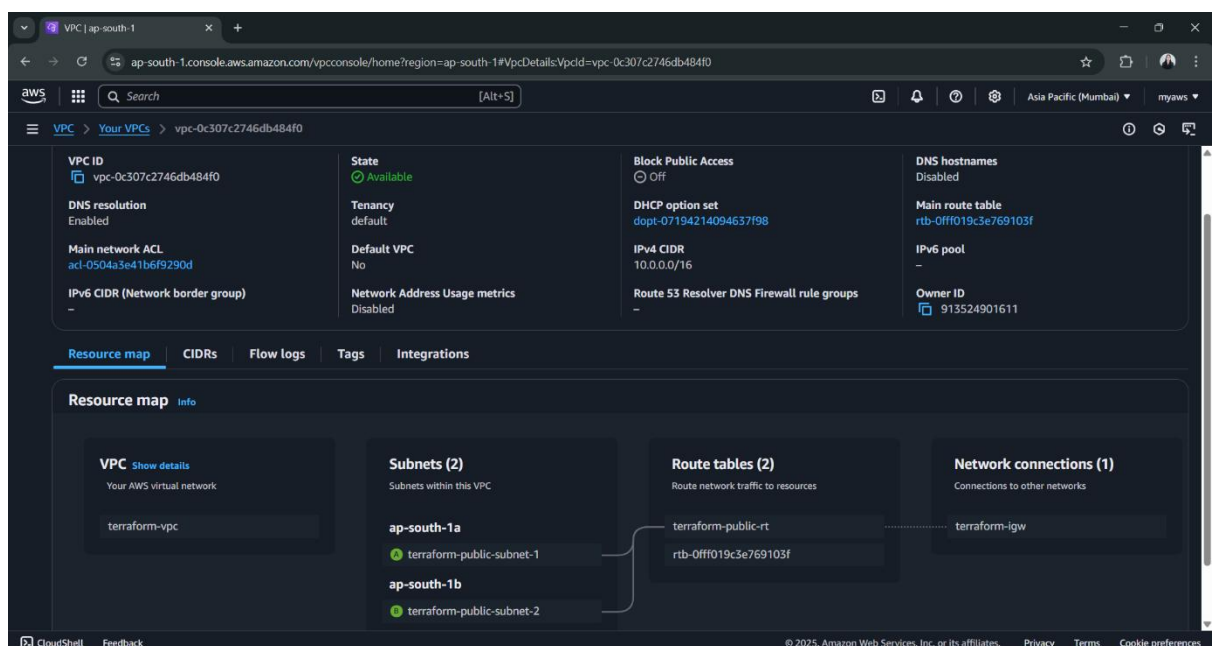 VPC | ap-south-1
ap-south-1.console.aws.amazon.com/vpcconsole/home?region=ap-south-1#VpcDetails:VpcId=vpc-0c307c2746db484f0
aws
Search
[Alt+S]
Asia Pacific (Mumbai)
myaws
VPC > Your VPCs > vpc-0c307c2746db484f0
VPC ID
vpc-0c307c2746db484f0
State
Available
Block Public Access
Off
DNS hostnames
Disabled
DNS resolution
Enabled
Tenancy
default
DHCP option set
dopt-07194214094637f98
Main route table
rtb-0fff019c3e769103f
Main network ACL
acl-0504a3e41b6f9290d
Default VPC
No
IPv4 CIDR
10.0.0.0/16
IPv6 pool
–
IPv6 CIDR (Network border group)
–
Network Address Usage metrics
Disabled
Route 53 Resolver DNS Firewall rule groups
–
Owner ID
913524901611
Resource map
CIDRs
Flow logs
Tags
Integrations
Resource map Info
VPC Show details
Your AWS virtual network
terraform-vpc
Subnets (2)
Subnets within this VPC
ap-south-1a
A terraform-public-subnet-1
ap-south-1b
B terraform-public-subnet-2
Route tables (2)
Route network traffic to resources
terraform-public-rt
rtb-0fff019c3e769103f
Network connections (1)
Connections to other networks
terraform-igw
CloudShell
Feedback
© 2025, Amazon Web Services, Inc. or its affiliates.
Privacy
Terms
Cookie preferences